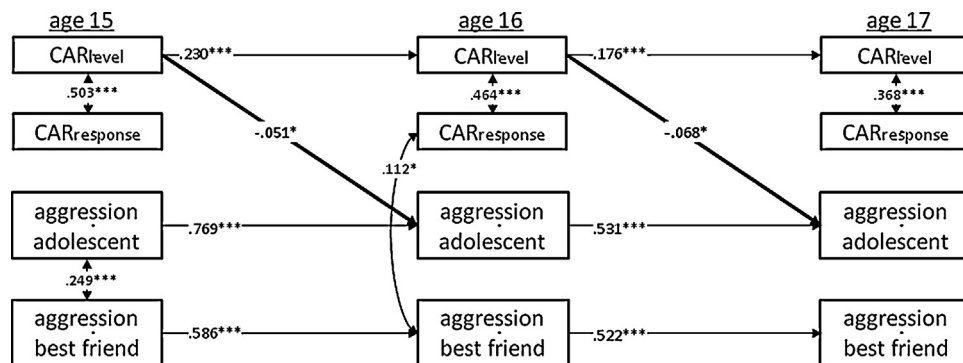 age 15
age 16
age 17
CARlevel
.230***
CARlevel
.176***
CARlevel
.503***
.464***
.368***
CARresponse
-.051*
CARresponse
-.068*
CARresponse
.112*
aggression
adolescent
.769***
aggression
adolescent
.531***
aggression
adolescent
.249***
aggression
best friend
.586***
aggression
best friend
.522***
aggression
best friend